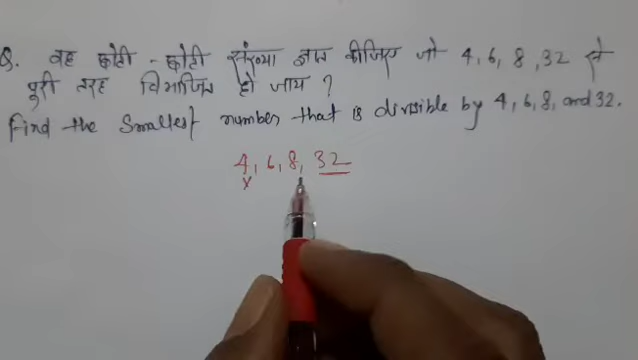 Q. वह छोटी - छोटी संख्या ज्ञात कीजिए जो 4, 6, 8, 32 से
पूरी तरह विभाजित हो जाय ?
Find the smallest number that is divisible by 4, 6, 8, and 32.
4, 6, 8, 32
x